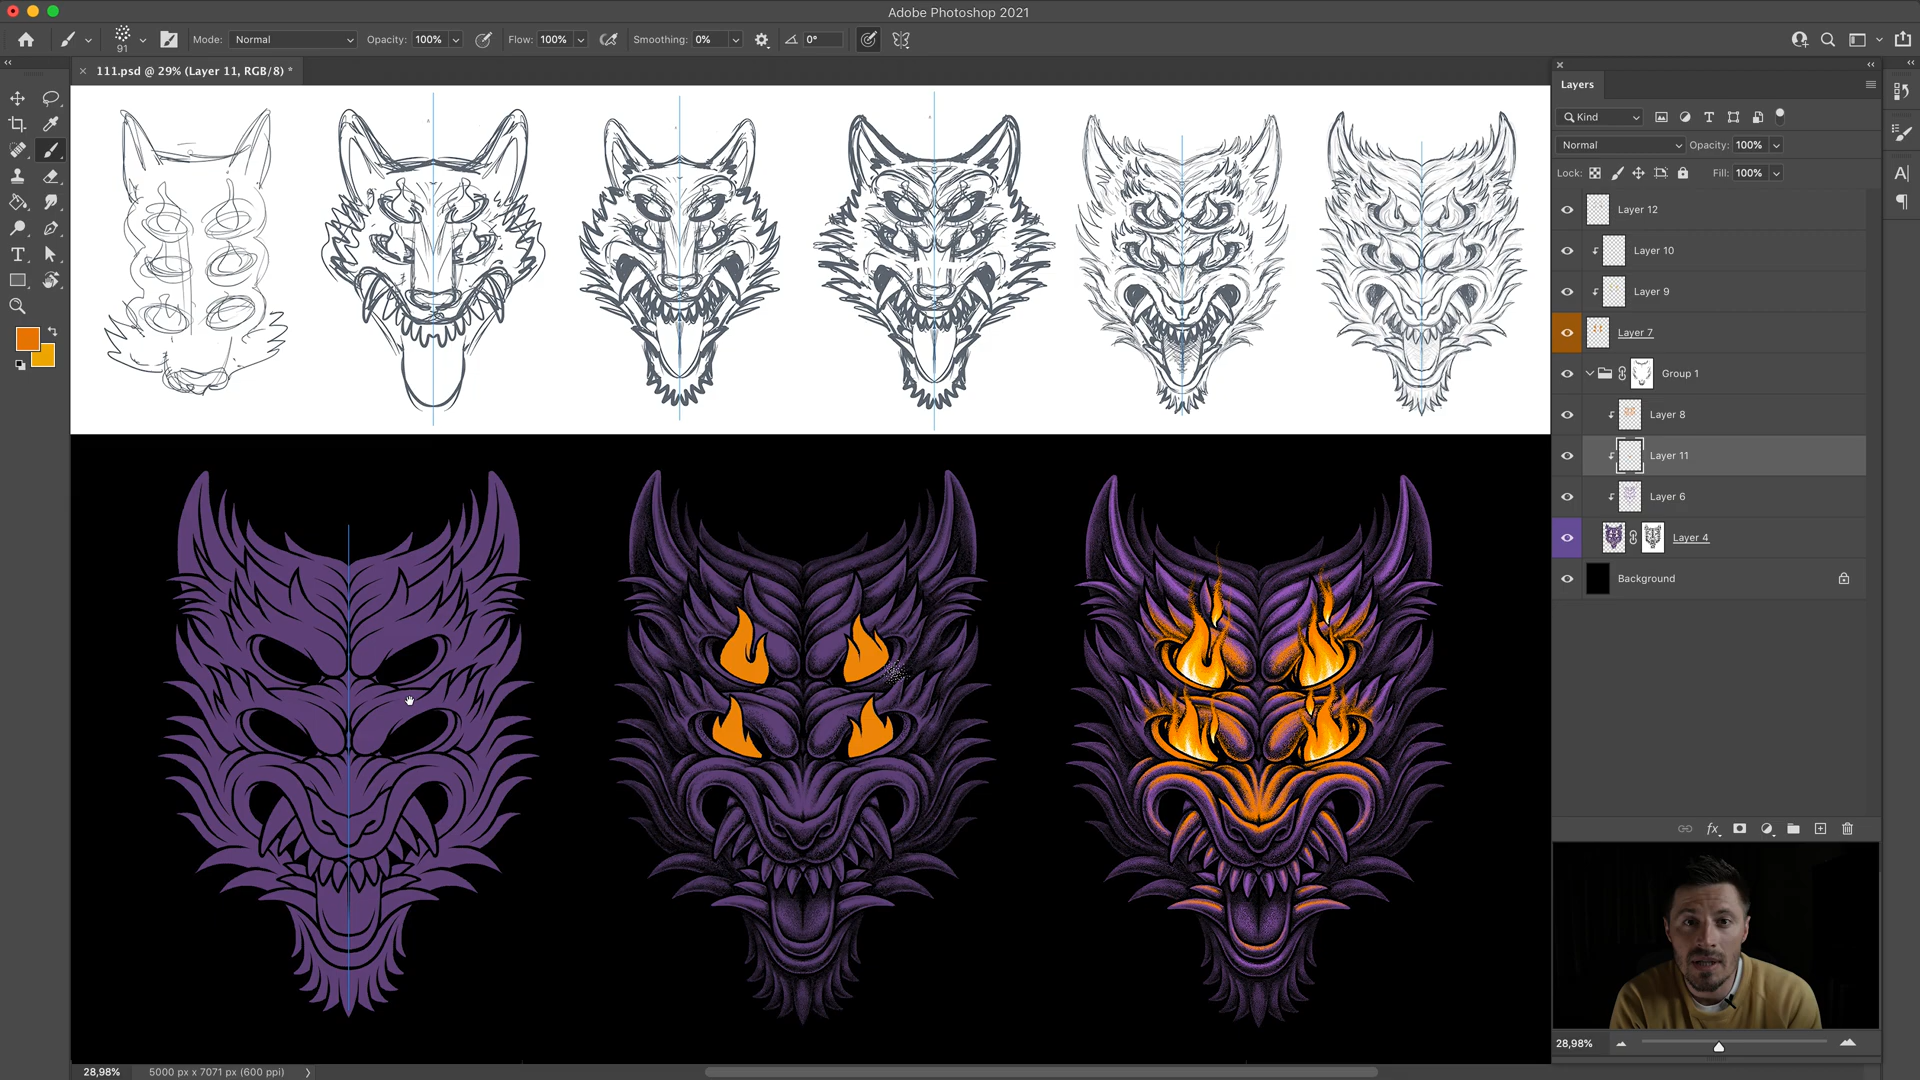 Adobe Photoshop 2021
91
Mode: Normal
Opacity: 100%
Flow: 100%
Smoothing: 0%
0°
111.psd @ 29% (Layer 11, RGB/8) *
Layers
Kind
Normal
Opacity: 100%
Lock:
Fill: 100%
Layer 12
Layer 10
Layer 9
Layer 7
Group 1
Layer 8
Layer 11
Layer 6
Layer 4
Background
fx
28,98%
28,98%
5000 px x 7071 px (600 ppi)